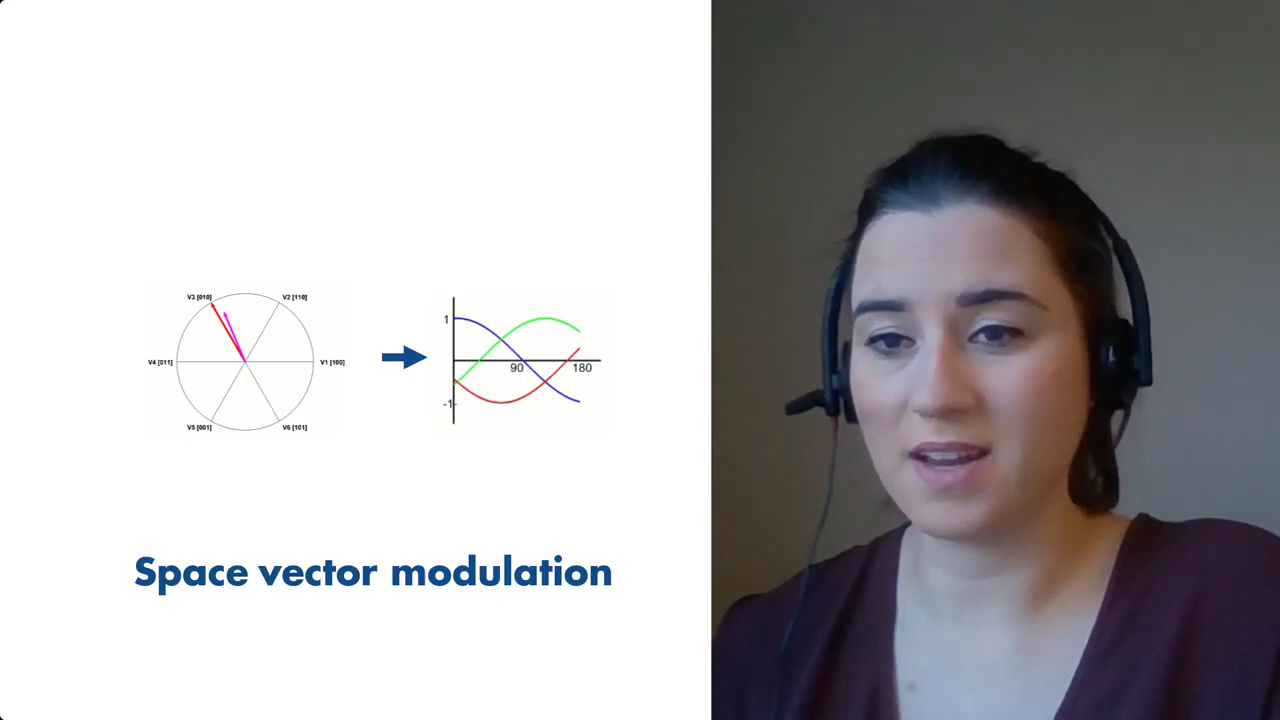 V3 [010]
V2 [110]
V4 [011]
V1 [100]
V5 [001]
V6 [101]
1
90
180
-1
Space vector modulation